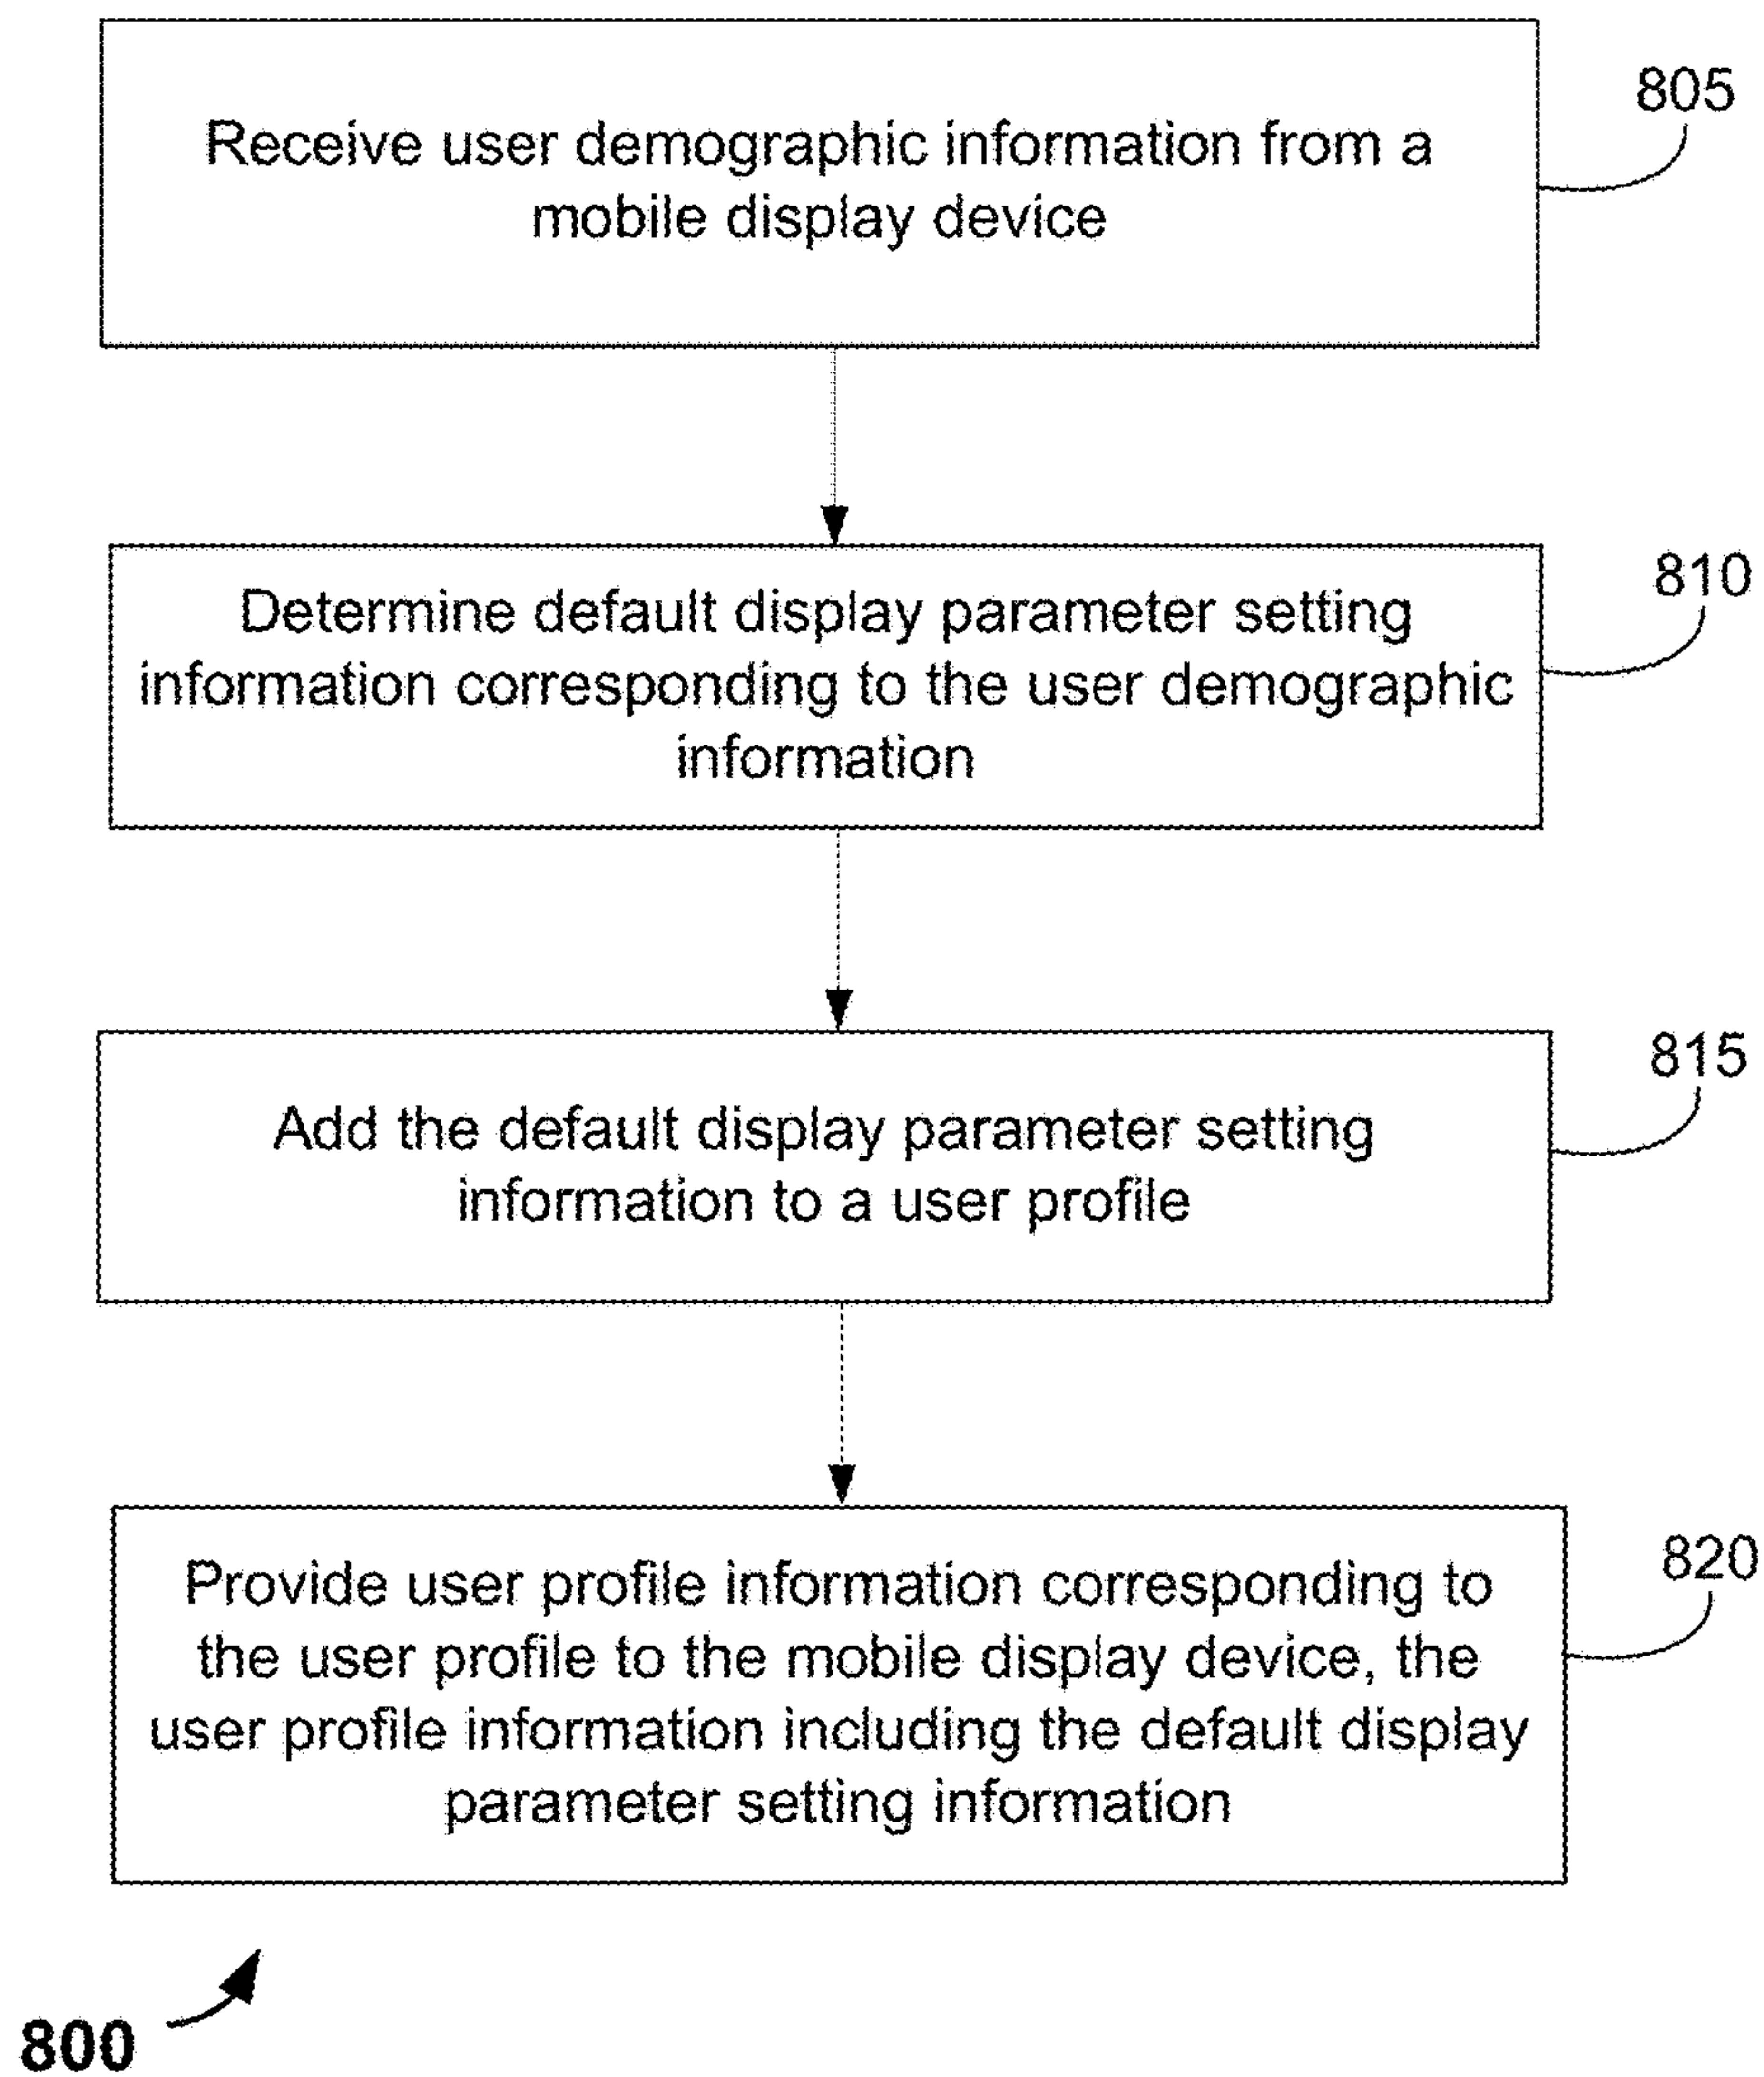 Receive user demographic information from a
mobile display device
805
Determine default display parameter setting
information corresponding to the user demographic
information
810
Add the default display parameter setting
information to a user profile
815
Provide user profile information corresponding to
the user profile to the mobile display device, the
user profile information including the default display
parameter setting information
820
800